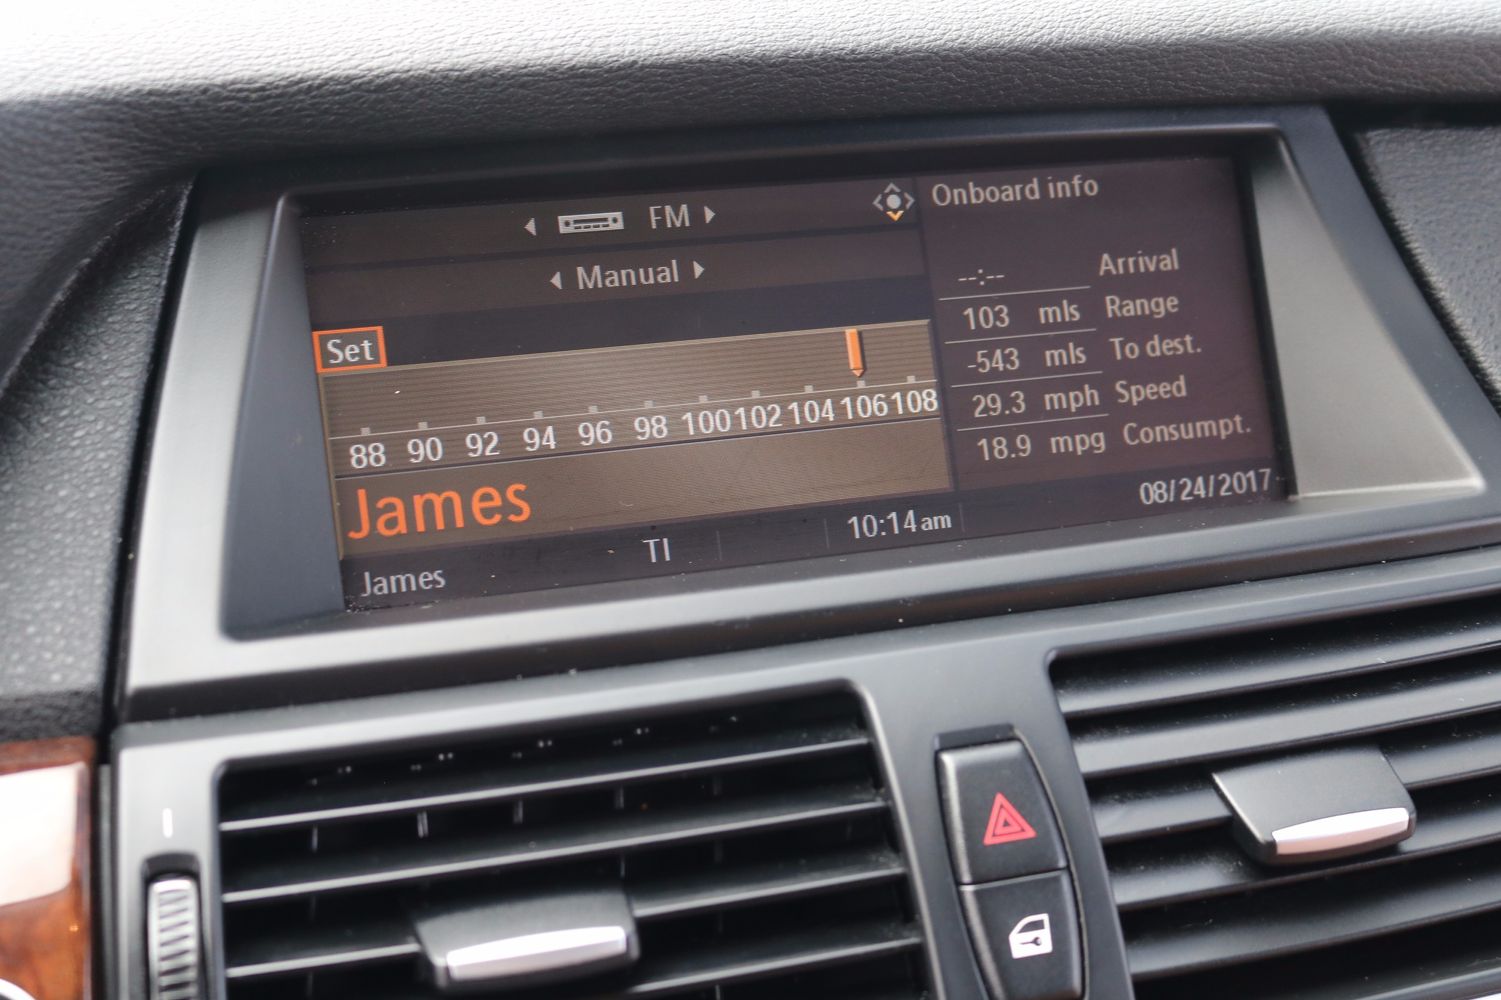 FM
Manual
Set
88 90 92 94 96 98 100 102 104 106 108
James
James
TI
10:14am
Onboard info
--:-- Arrival
103 mls Range
-543 mls To dest.
29.3 mph Speed
18.9 mpg Consumpt.
08/24/2017